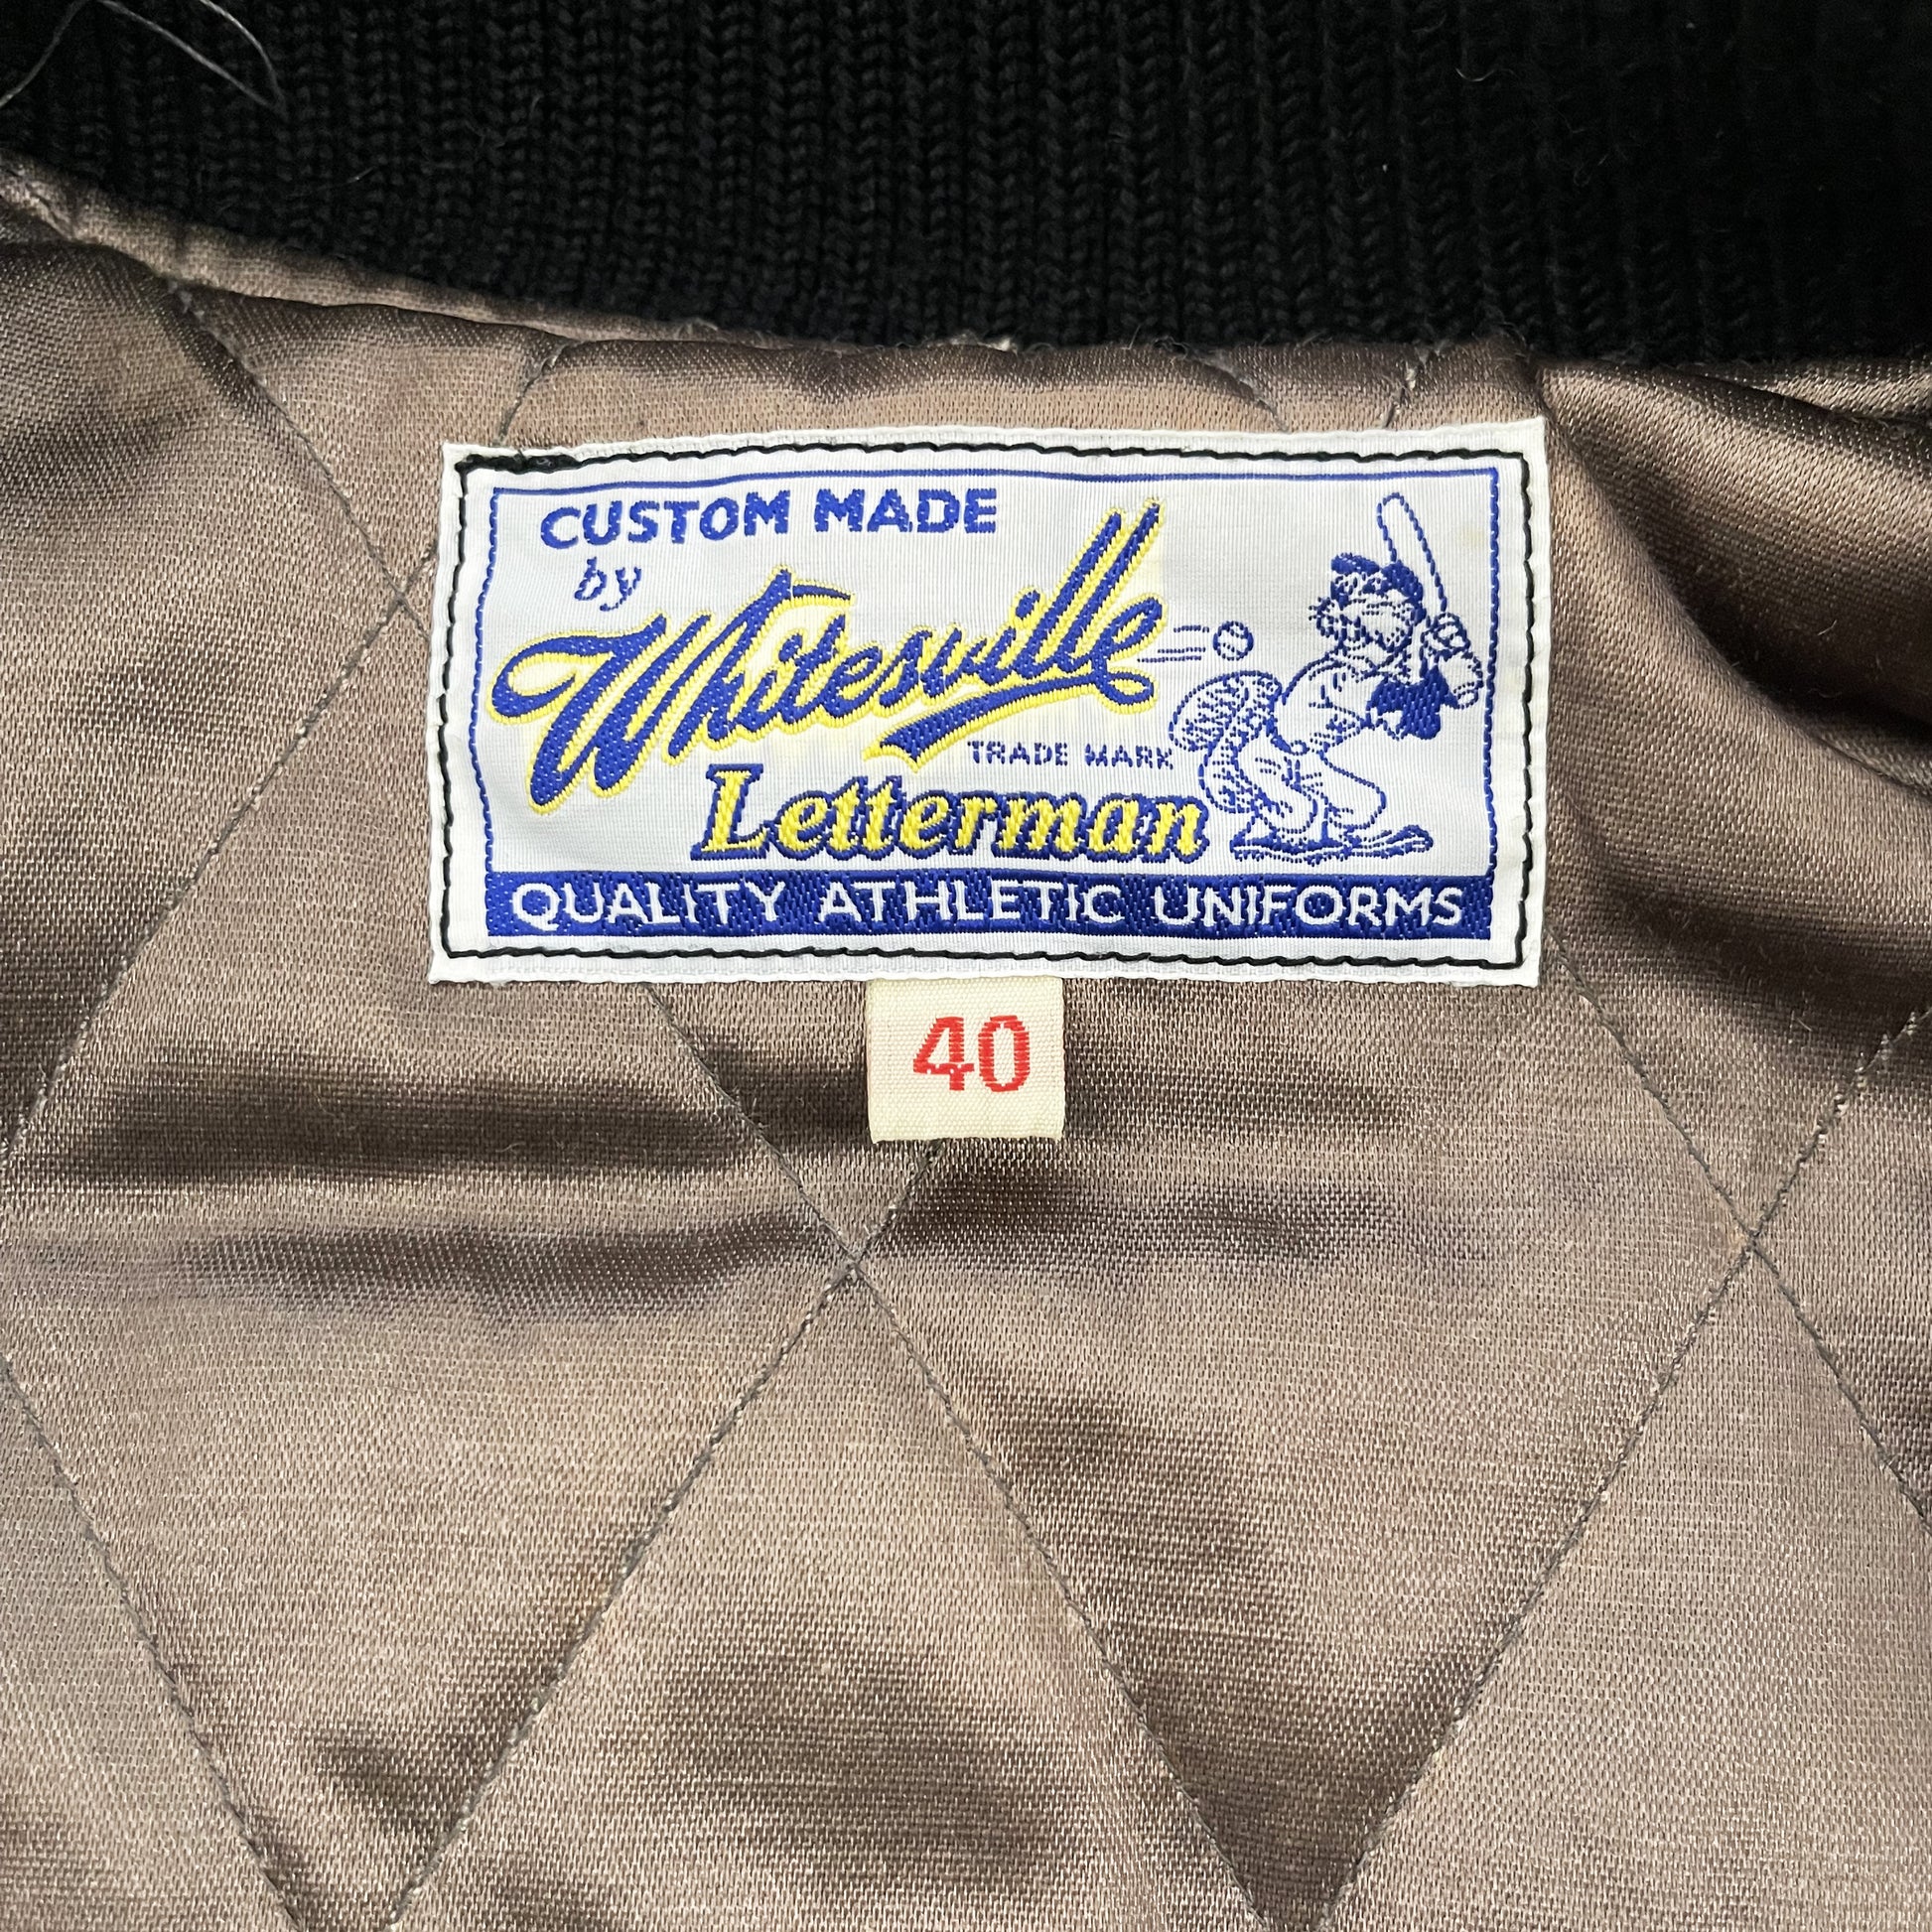 CUSTOM MADE
by
Whitesville
TRADE MARK
Letterman
QUALITY ATHLETIC UNIFORMS
40